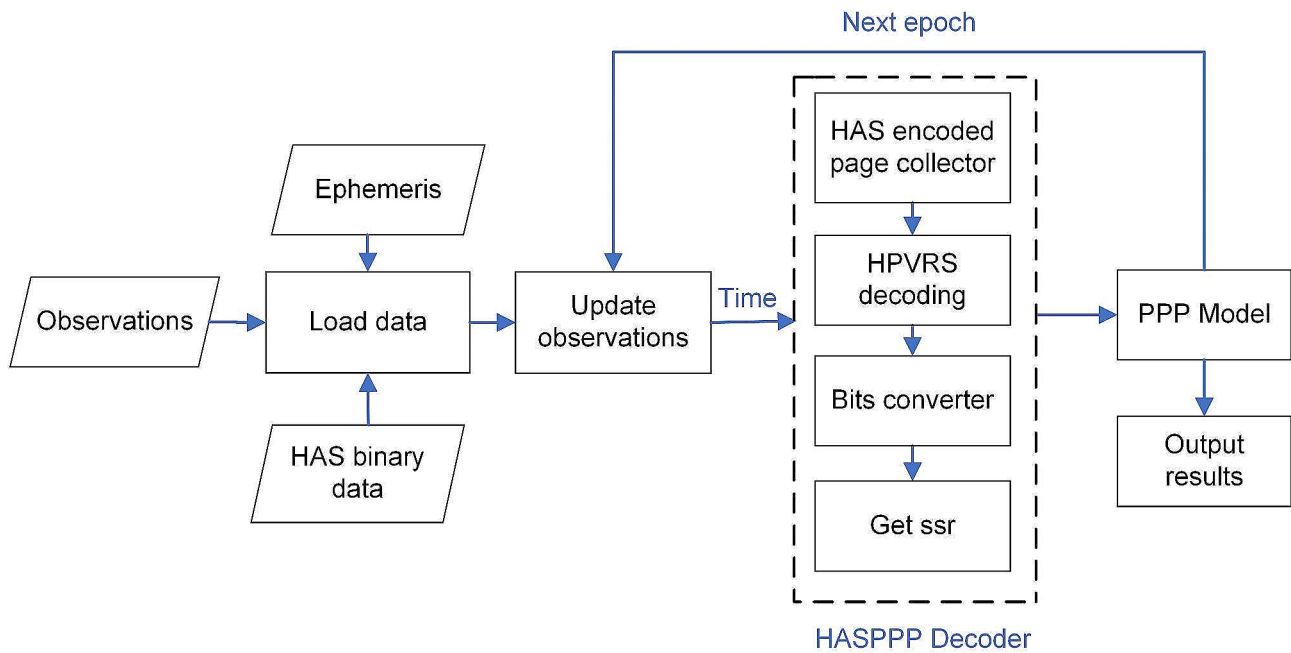 Next epoch
HAS encoded
page collector
Ephemeris
HPVRS
decoding
Observations
Load data
Update
observations
Time
PPP Model
Bits converter
HAS binary
data
Output
results
Get ssr
HASPPP Decoder